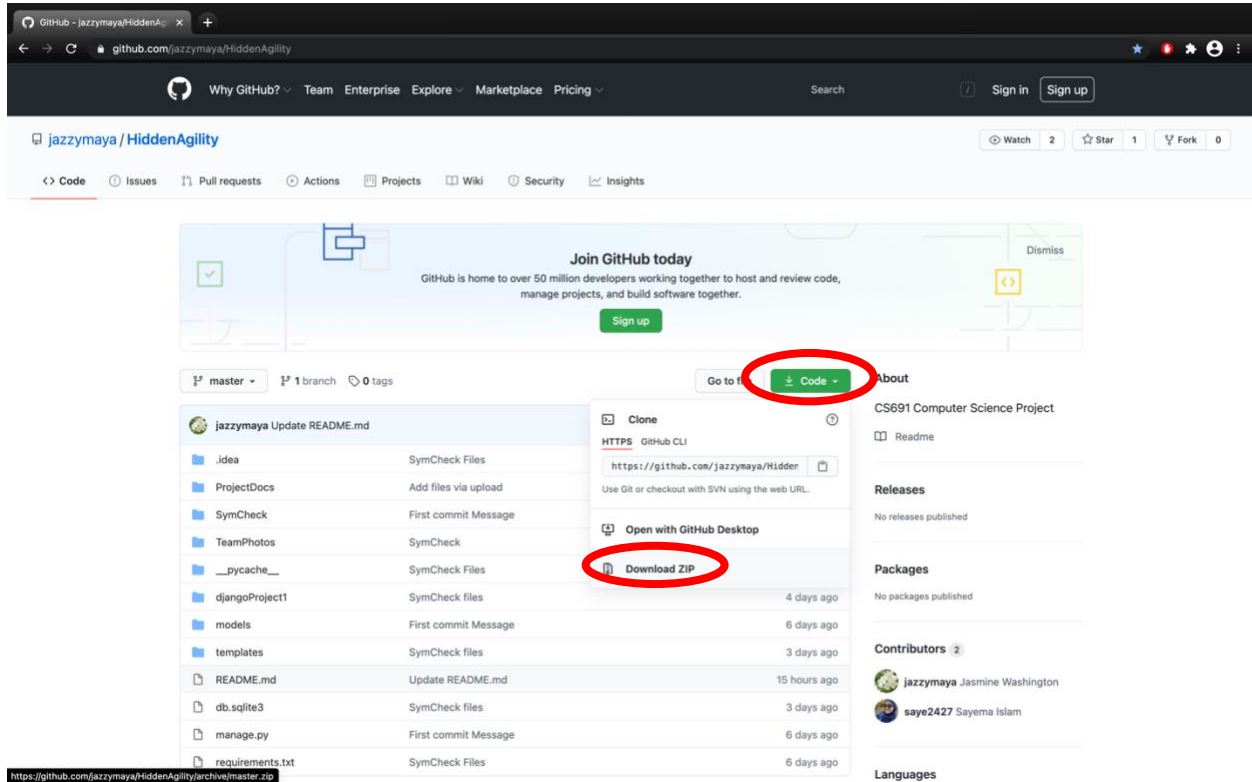 GitHub - jazzymaya/HiddenAg
github.com/jazzymaya/HiddenAgility
Why GitHub? Team Enterprise Explore Marketplace Pricing Search / Sign in Sign up
jazzymaya / HiddenAgility Watch 2 Star 1 Fork 0
<> Code Issues Pull requests Actions Projects Wiki Security Insights
Join GitHub today Dismiss
GitHub is home to over 50 million developers working together to host and review code,
manage projects, and build software together.
Sign up
master 1 branch 0 tags Go to Code About
CS691 Computer Science Project
Readme
jazzymaya Update README.md Clone
HTTPS GitHub CLI
https://github.com/jazzymaya/Hidden
Use Git or checkout with SVN using the web URL.
Open with GitHub Desktop
Download ZIP
.idea SymCheck Files
ProjectDocs Add files via upload
SymCheck First commit Message
TeamPhotos SymCheck
__pycache__ SymCheck Files
djangoProject1 SymCheck files 4 days ago
models First commit Message 6 days ago
templates SymCheck files 3 days ago
README.md Update README.md 15 hours ago
db.sqlite3 SymCheck files 3 days ago
manage.py First commit Message 6 days ago
requirements.txt SymCheck Files 6 days ago
Releases
No releases published
Packages
No packages published
Contributors 2
jazzymaya Jasmine Washington
saye2427 Sayema Islam
Languages
https://github.com/jazzymaya/HiddenAgility/archive/master.zip